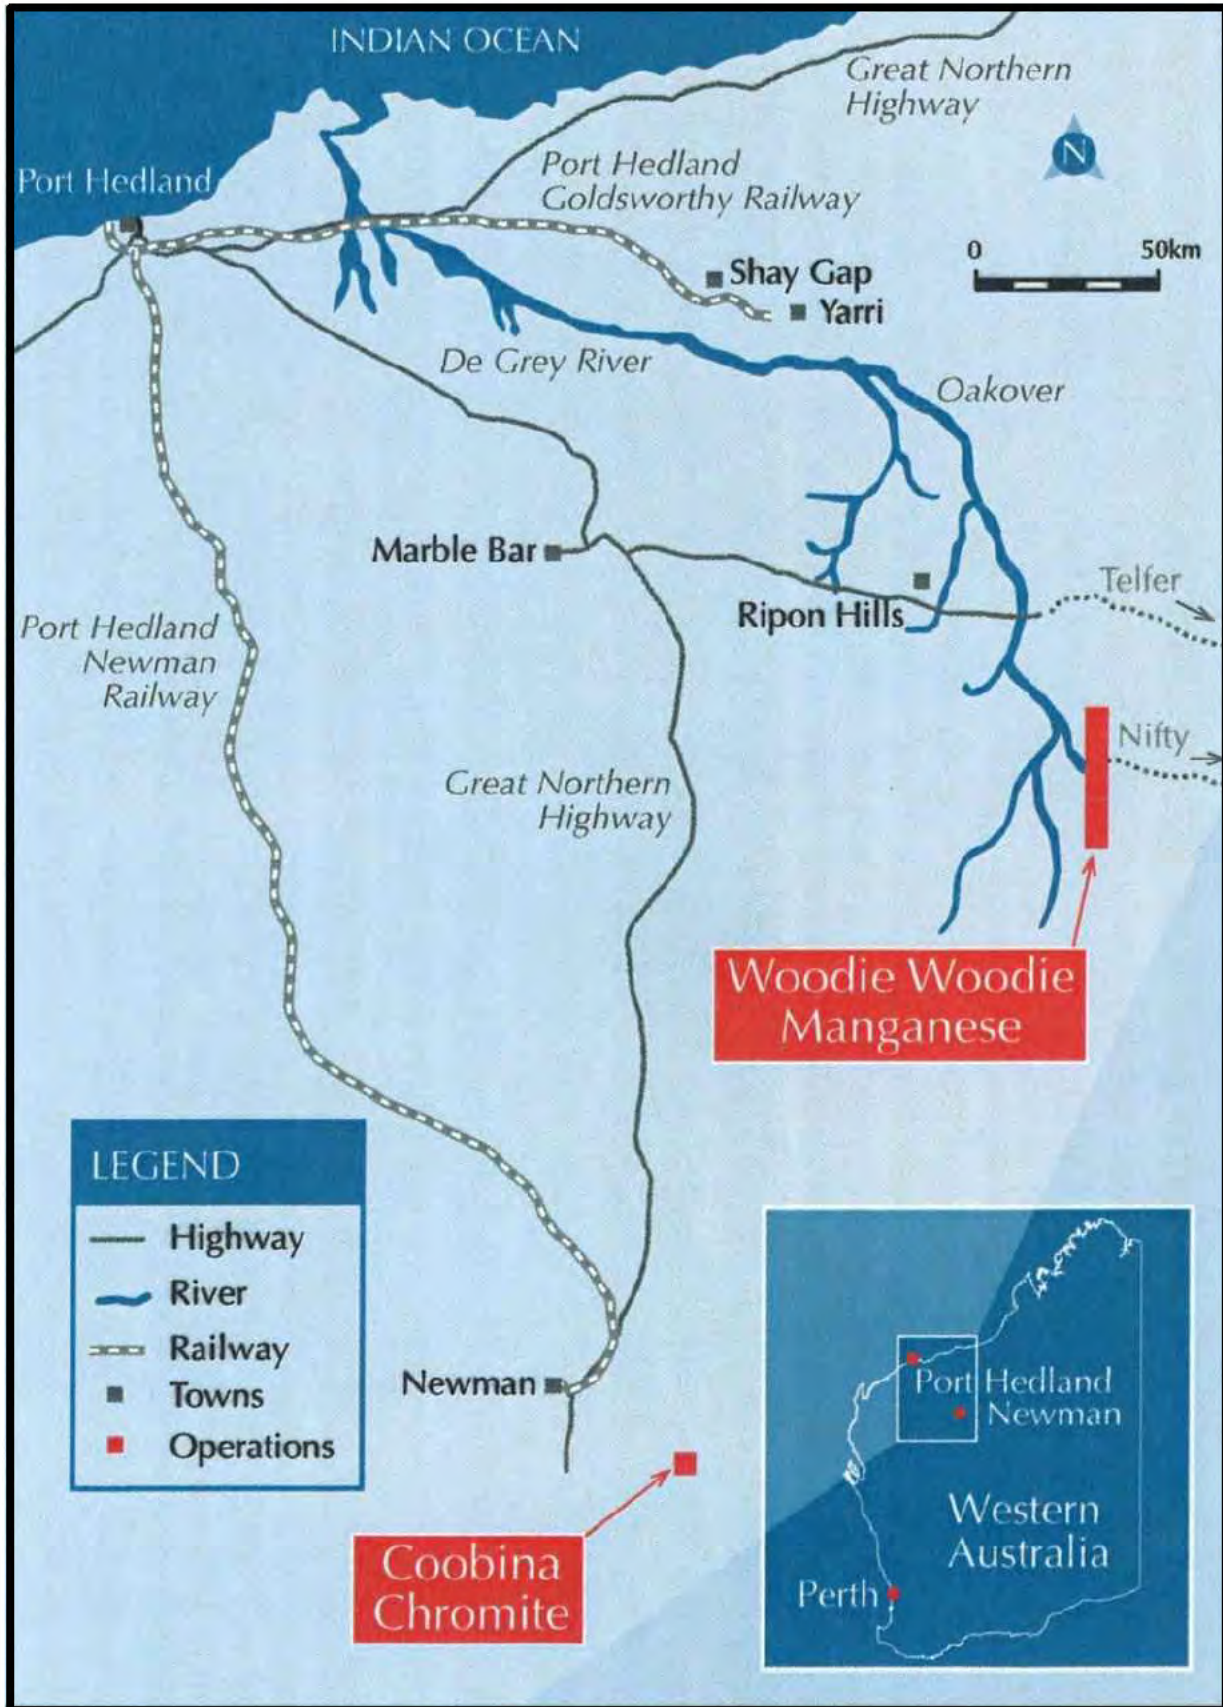 INDIAN OCEAN
Great Northern
Highway
N
Port Hedland
Port Hedland
Goldsworthy Railway
0 50km
Shay Gap
Yarri
De Grey River
Oakover
Marble Bar
Telfer
Ripon Hills
Port Hedland
Newman
Railway
Nifty
Great Northern
Highway
Woodie Woodie
Manganese
LEGEND
Highway
River
Railway
Towns
Operations
Newman
Coobina
Chromite
Port Hedland
Newman
Western
Australia
Perth